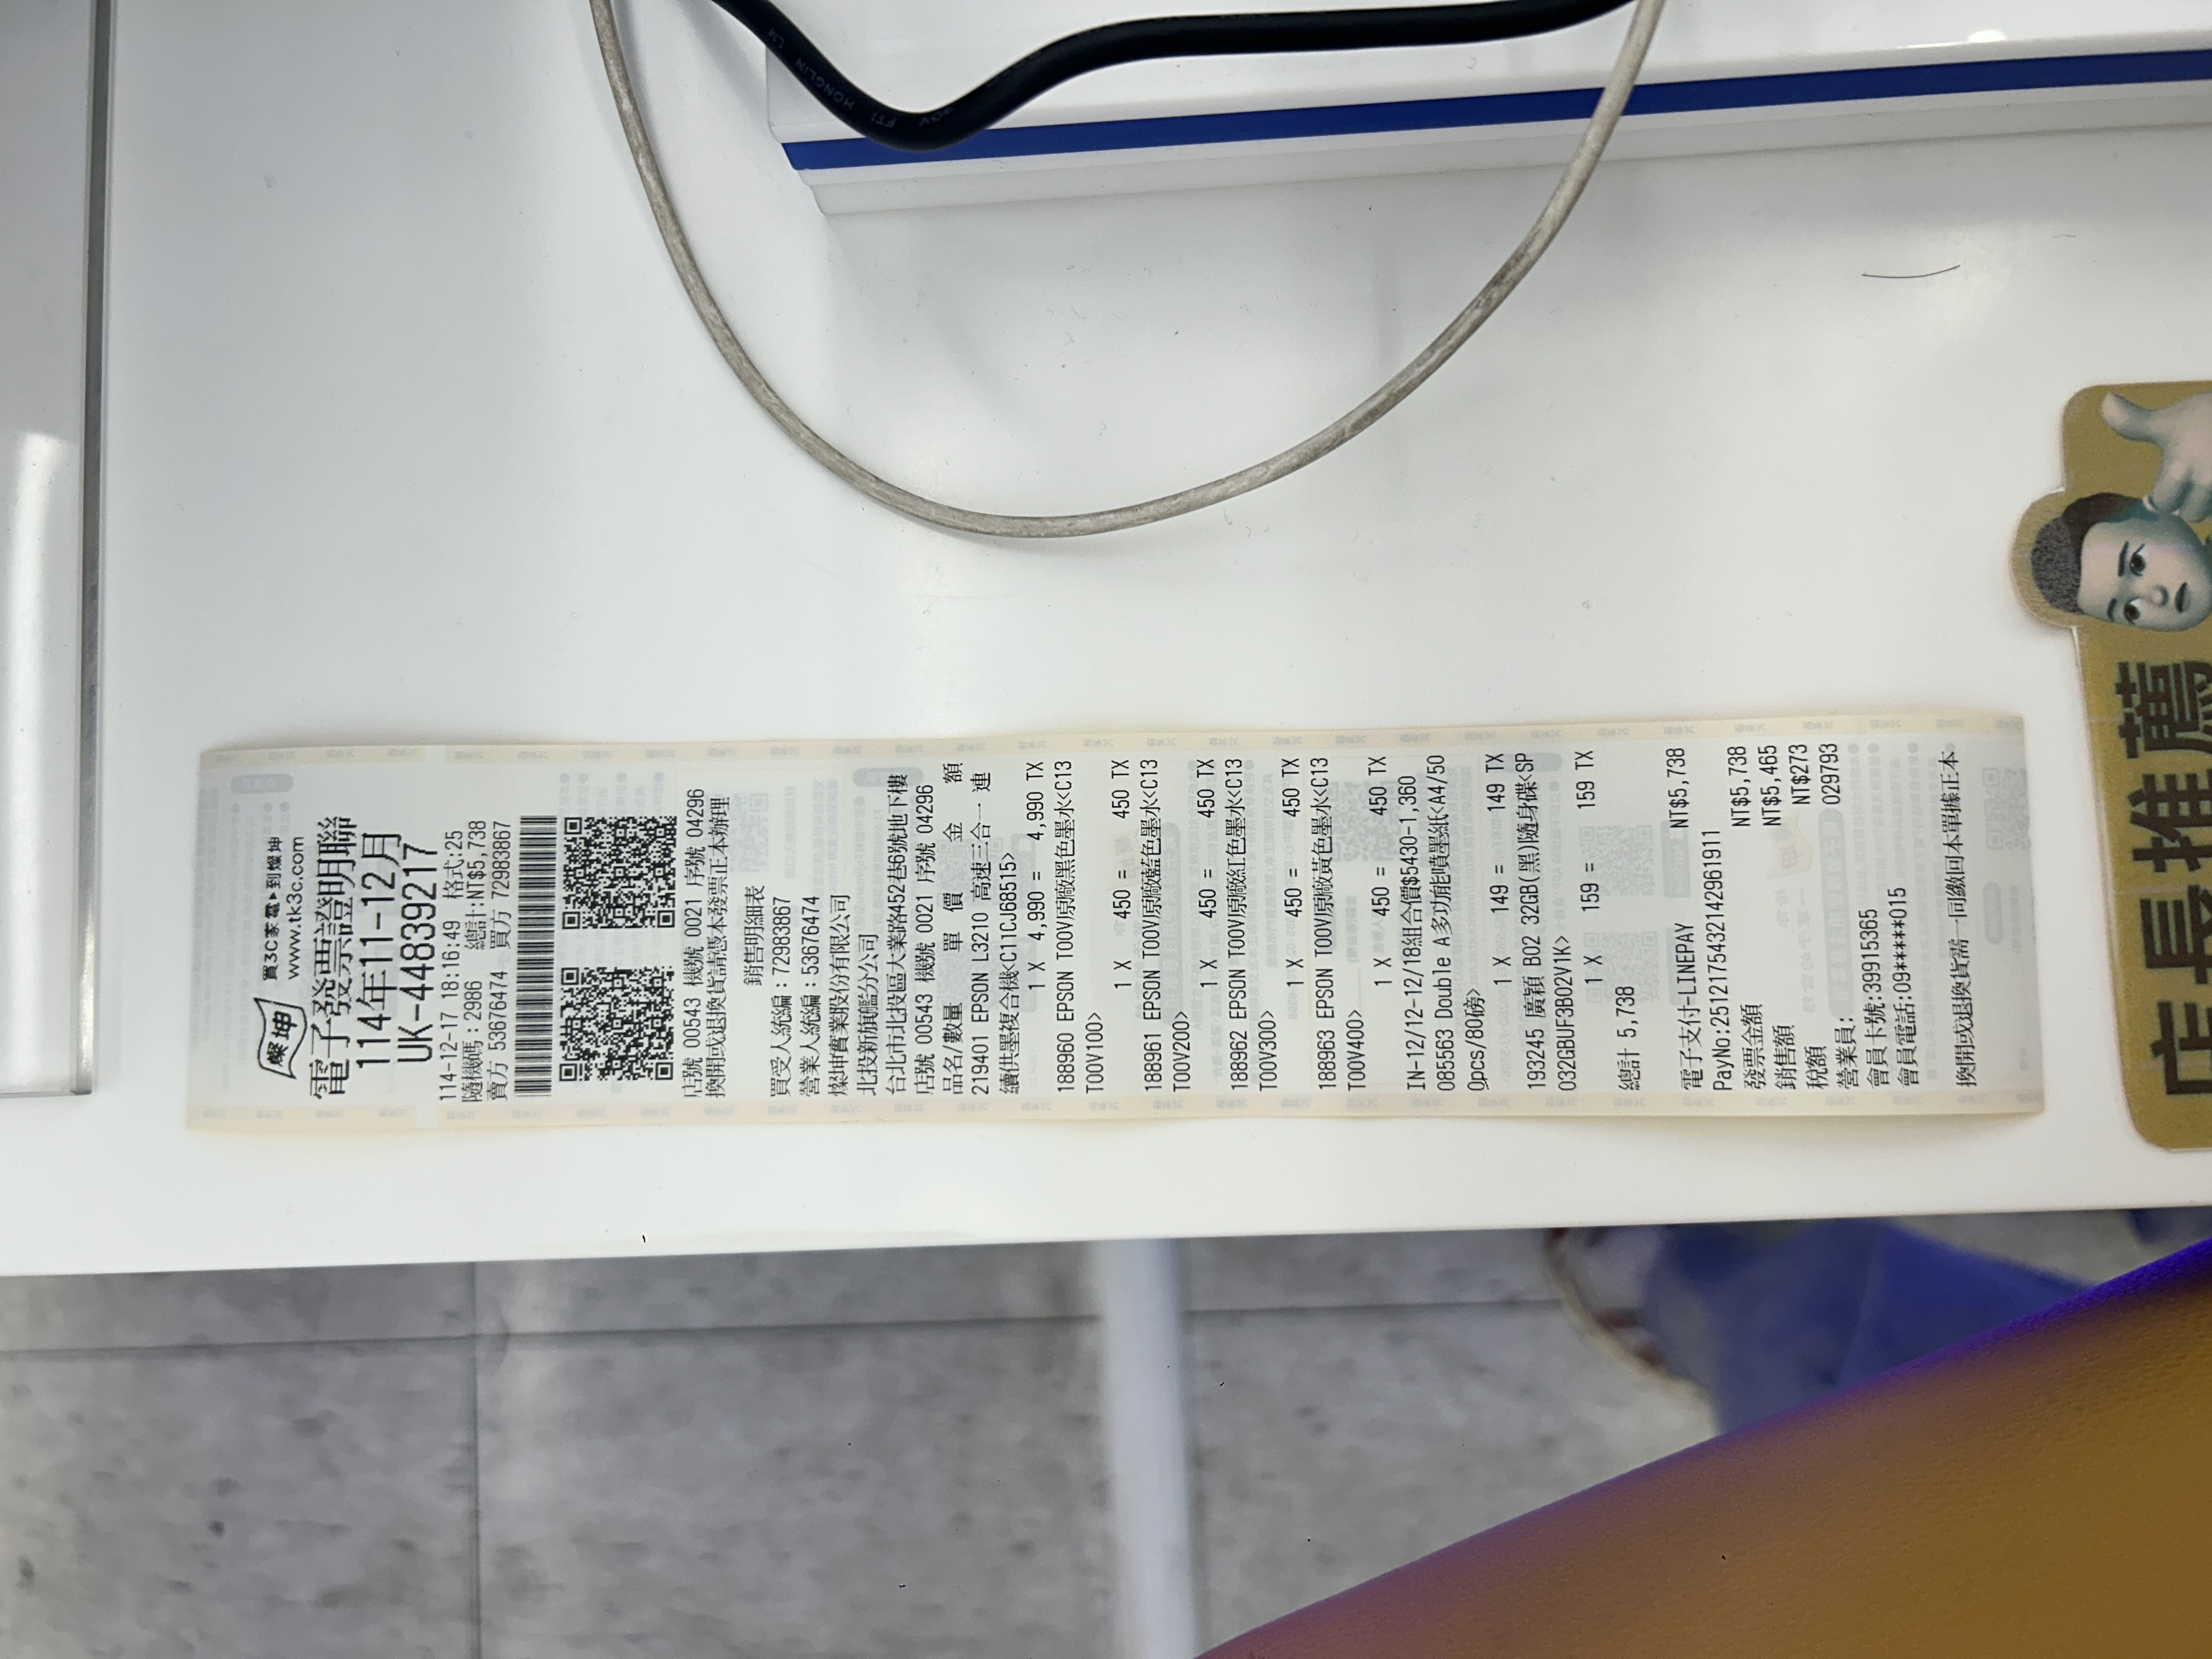 燦坤
買3C家電▶到燦坤
www.tk3c.com
電子發票證明聯
114年11-12月
UK-44839217
114-12-17 18:16:49 格式:25
隨機碼:2986 總計:NT$5,738
賣方 53676474 買方 72983867
店號 00543 機號 0021 序號 04296
換開或退換貨請憑本發票正本辦理
銷售明細表
買受人統編:72983867
營業人統編:53676474
燦坤實業股份有限公司
北投新旗艦分公司
台北市北投區大業路452巷6號地下樓
店號 00543 機號 0021 序號 04296
品名/數量 單 價 金 額
219401 EPSON L3210 高速三合一 連
續供墨複合機<C11CJ68515>
1 X 4,990 = 4,990 TX
188960 EPSON T00V原廠黑色墨水<C13
T00V100>
1 X 450 = 450 TX
188961 EPSON T00V原廠藍色墨水<C13
T00V200>
1 X 450 = 450 TX
188962 EPSON T00V原廠紅色墨水<C13
T00V300>
1 X 450 = 450 TX
188963 EPSON T00V原廠黃色墨水<C13
T00V400>
1 X 450 = 450 TX
IN-12/12-12/18組合價$5430-1,360
085563 Double A多功能噴墨紙<A4/50
0pcs/80磅>
1 X 149 = 149 TX
193245 廣穎 B02 32GB(黑)隨身碟<SP
032GBUF3B02V1K>
1 X 159 = 159 TX
總計 5,738
電子支付-LINEPAY NT$5,738
PayNo:2512175432142961911
發票金額 NT$5,738
銷售額 NT$5,465
稅額 NT$273
營業員: 029793
會員卡號:39915365
會員電話:09*****015
換開或退換貨需一同繳回本單據正本
店長推薦
HONGLIN